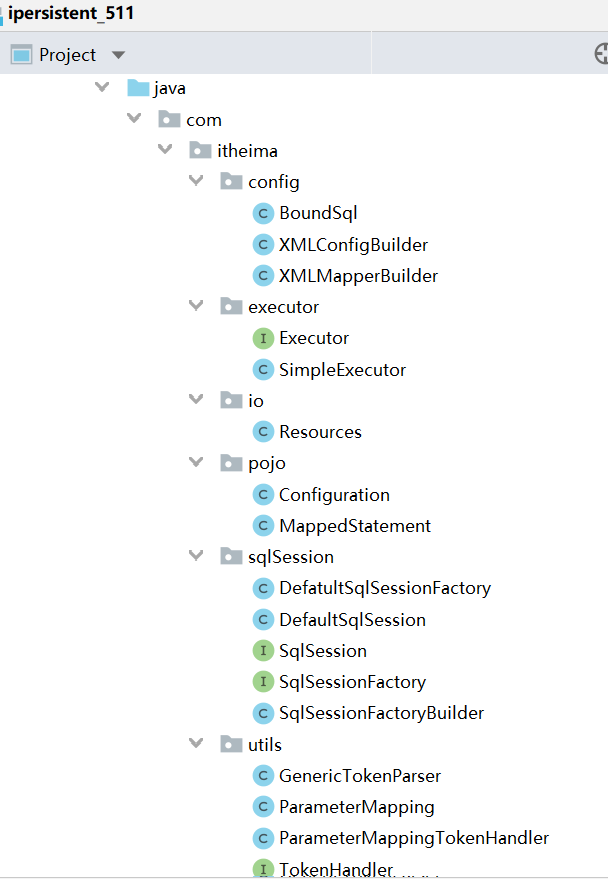 ipersistent_511
Project
java
com
itheima
config
C BoundSql
C XMLConfigBuilder
C XMLMapperBuilder
executor
I Executor
C SimpleExecutor
io
C Resources
pojo
C Configuration
C MappedStatement
sqlSession
C DefatultSqlSessionFactory
C DefaultSqlSession
I SqlSession
I SqlSessionFactory
C SqlSessionFactoryBuilder
utils
C GenericTokenParser
C ParameterMapping
C ParameterMappingTokenHandler
I TokenHandler